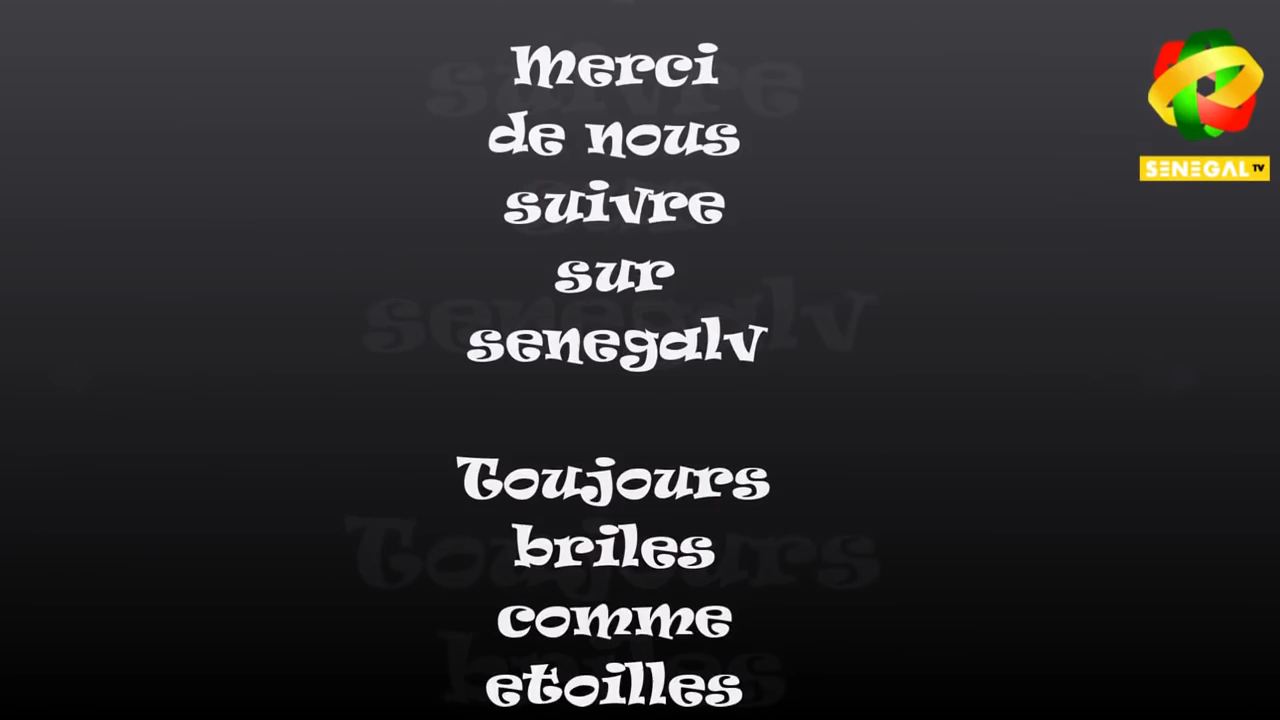 Merci
de nous
suivre
sur
senegalv
Toujours
briles
comme
etoilles
SENEGAL TV